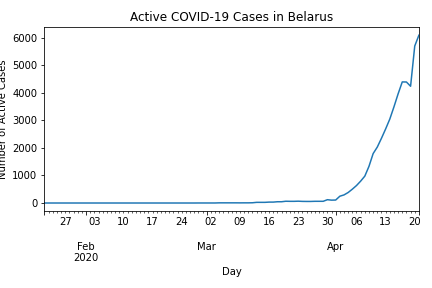 Active COVID-19 Cases in Belarus
Number of Active Cases
6000
5000
4000
3000
2000
1000
0
27 03 10 17 24 02 09 16 23 30 06 13 20
Feb Mar Apr
2020
Day